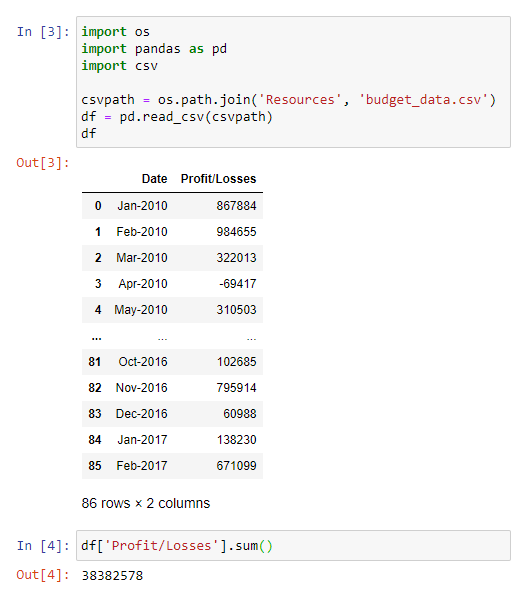 In [3]: import os
import pandas as pd
import csv
csvpath = os.path.join('Resources', 'budget_data.csv')
df = pd.read_csv(csvpath)
df
Out[3]:
Date Profit/Losses
0 Jan-2010 867884
1 Feb-2010 984655
2 Mar-2010 322013
3 Apr-2010 -69417
4 May-2010 310503
... ... ...
81 Oct-2016 102685
82 Nov-2016 795914
83 Dec-2016 60988
84 Jan-2017 138230
85 Feb-2017 671099
86 rows × 2 columns
In [4]: df['Profit/Losses'].sum()
Out[4]: 38382578